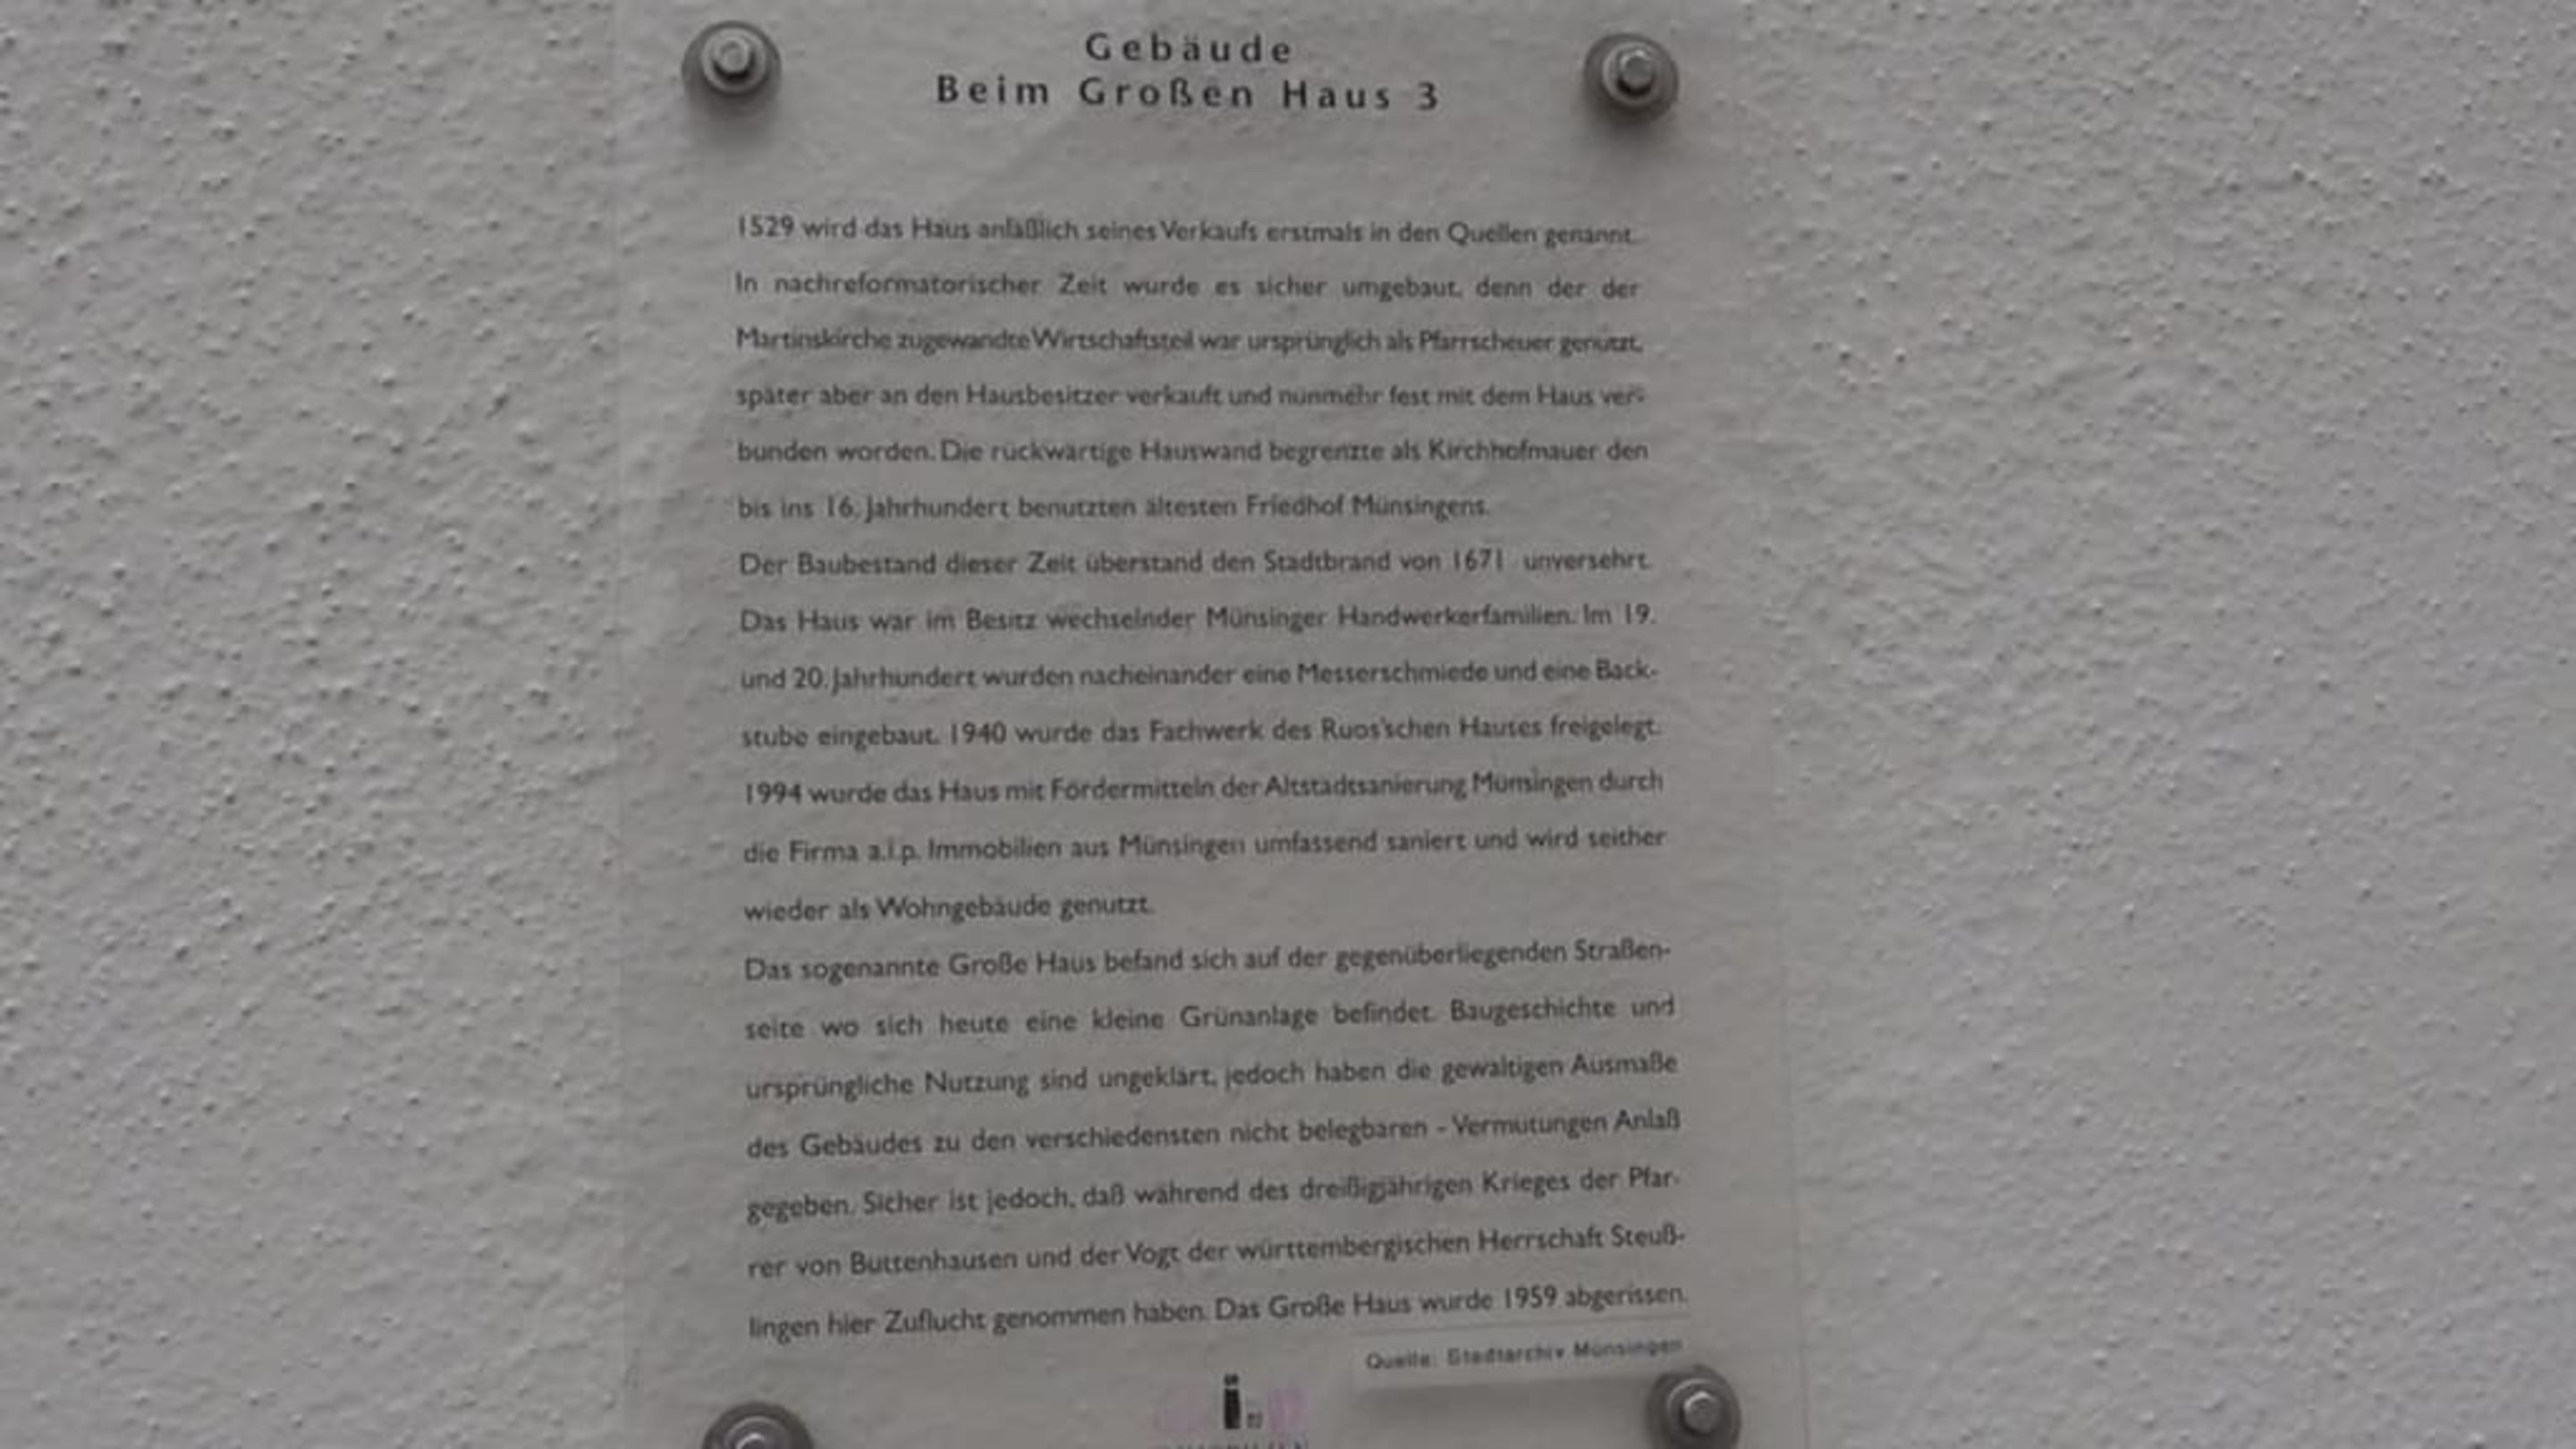 Gebäude
Beim Großen Haus 3
1529 wird das Haus anläßlich seines Verkaufs erstmals in den Quellen genannt.
In nachreformatorischer Zeit wurde es sicher umgebaut, denn der der
Martinskirche zugewandte Wirtschaftsteil war ursprünglich als Pfarrscheuer genutzt,
später aber an den Hausbesitzer verkauft und nunmehr fest mit dem Haus ver-
bunden worden. Die rückwärtige Hauswand begrenzte als Kirchhofmauer den
bis ins 16. Jahrhundert benutzten ältesten Friedhof Münsingens.
Der Baubestand dieser Zeit überstand den Stadtbrand von 1671 unversehrt.
Das Haus war im Besitz wechselnder Münsinger Handwerkerfamilien. Im 19.
und 20. Jahrhundert wurden nacheinander eine Messerschmiede und eine Back-
stube eingebaut. 1940 wurde das Fachwerk des Ruos'schen Hauses freigelegt.
1994 wurde das Haus mit Fördermitteln der Altstadtsanierung Münsingen durch
die Firma a.i.p. Immobilien aus Münsingen umfassend saniert und wird seither
wieder als Wohngebäude genutzt.
Das sogenannte Große Haus befand sich auf der gegenüberliegenden Straßen-
seite wo sich heute eine kleine Grünanlage befindet. Baugeschichte und
ursprüngliche Nutzung sind ungeklärt, jedoch haben die gewaltigen Ausmaße
des Gebäudes zu den verschiedensten nicht belegbaren - Vermutungen Anlaß
gegeben. Sicher ist jedoch, daß während des dreißigjährigen Krieges der Pfar-
rer von Buttenhausen und der Vogt der württembergischen Herrschaft Steuß-
lingen hier Zuflucht genommen haben. Das Große Haus wurde 1959 abgerissen.
Quelle: Stadtarchiv Münsingen